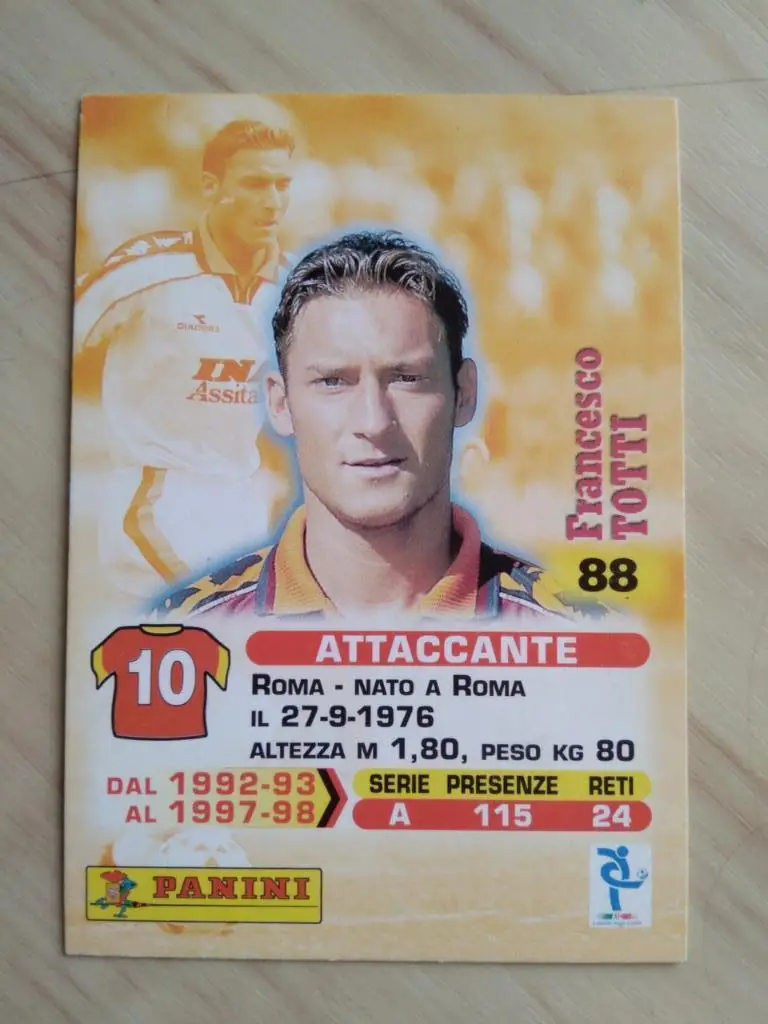 DIADORA
INA
Assita
Francesco
TOTTI
88
10
ATTACCANTE
ROMA - NATO A ROMA
IL 27-9-1976
ALTEZZA M 1,80, PESO KG 80
DAL 1992-93
AL 1997-98
SERIE PRESENZE RETI
A 115 24
PANINI